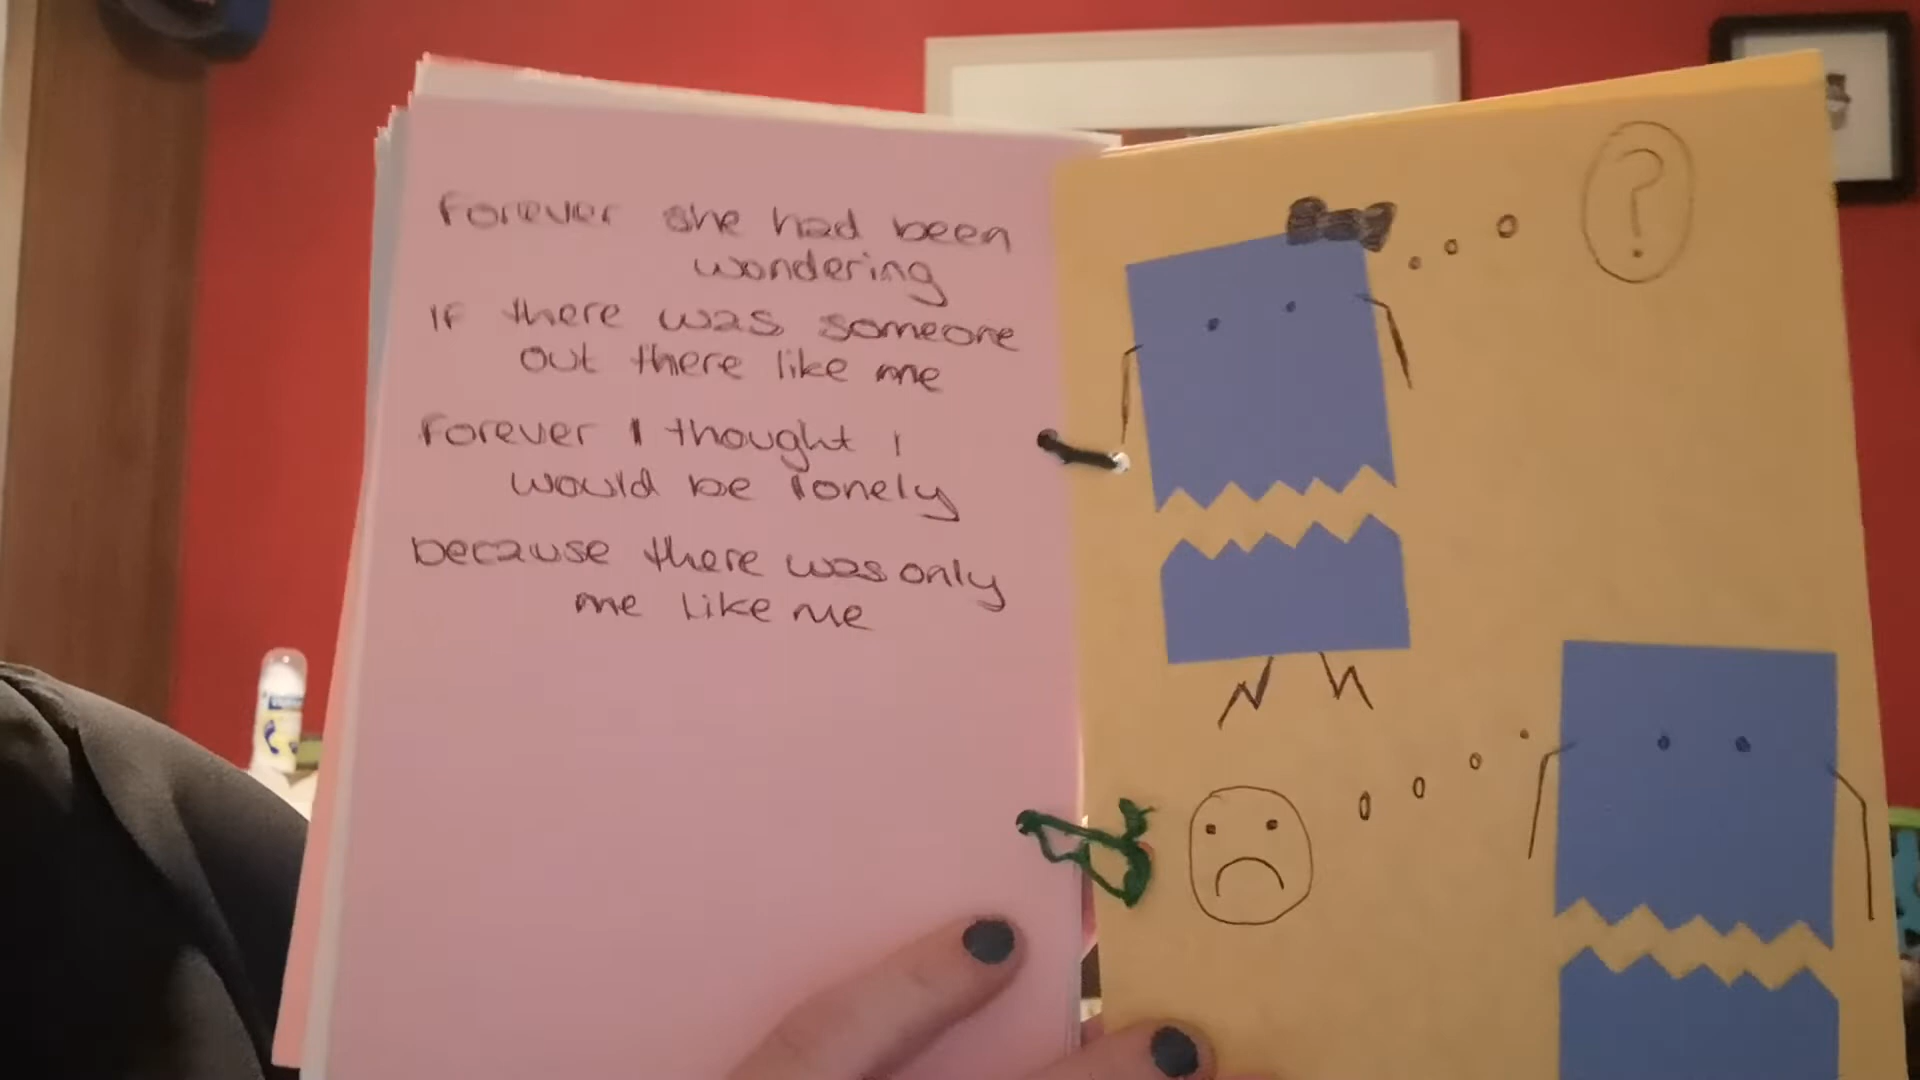 Forever she had been
wondering
If there was someone
out there like me
Forever I thought I
would be lonely
because there was only
me like me
?